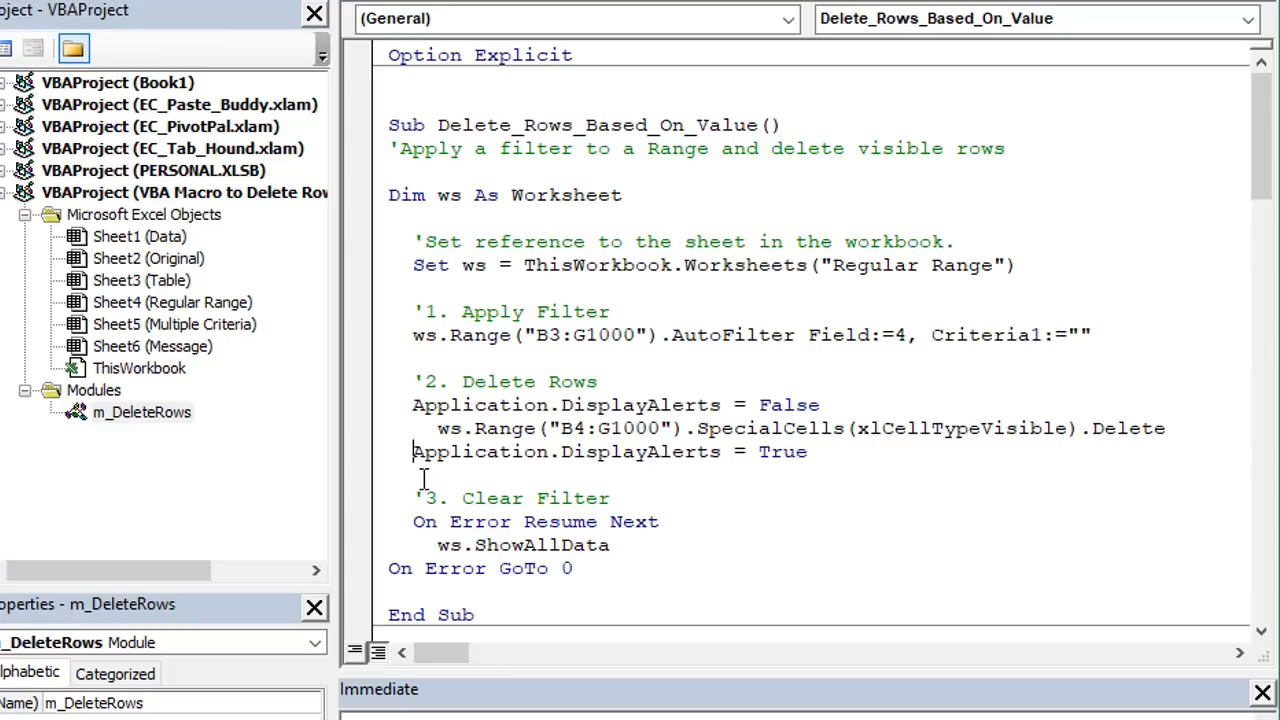 oject - VBAProject
VBAProject (Book1)
VBAProject (EC_Paste_Buddy.xlam)
VBAProject (EC_PivotPal.xlam)
VBAProject (EC_Tab_Hound.xlam)
VBAProject (PERSONAL.XLSB)
VBAProject (VBA Macro to Delete Rov
Microsoft Excel Objects
Sheet1 (Data)
Sheet2 (Original)
Sheet3 (Table)
Sheet4 (Regular Range)
Sheet5 (Multiple Criteria)
Sheet6 (Message)
ThisWorkbook
Modules
m_DeleteRows
operties - m_DeleteRows
_DeleteRows Module
lphabetic Categorized
Name) m_DeleteRows
(General) Delete_Rows_Based_On_Value
Option Explicit
Sub Delete_Rows_Based_On_Value()
'Apply a filter to a Range and delete visible rows
Dim ws As Worksheet
'Set reference to the sheet in the workbook.
Set ws = ThisWorkbook.Worksheets("Regular Range")
'1. Apply Filter
ws.Range("B3:G1000").AutoFilter Field:=4, Criteria1:=""
'2. Delete Rows
Application.DisplayAlerts = False
ws.Range("B4:G1000").SpecialCells(xlCellTypeVisible).Delete
Application.DisplayAlerts = True
'3. Clear Filter
On Error Resume Next
ws.ShowAllData
On Error GoTo 0
End Sub
Immediate